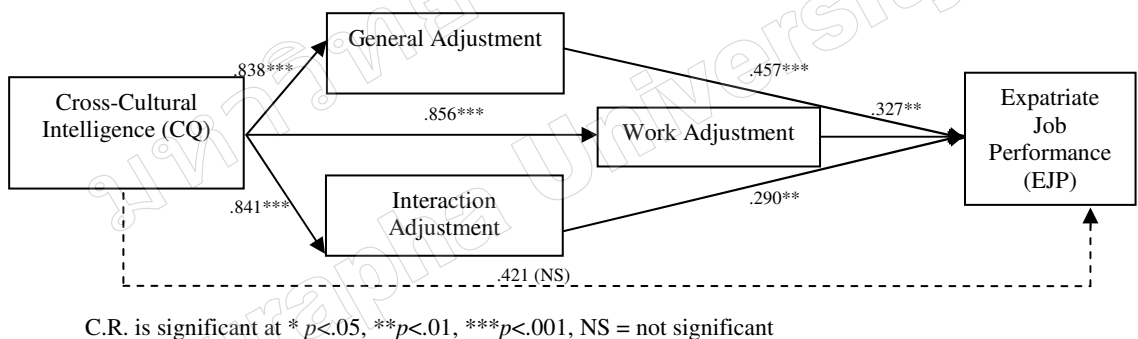 General Adjustment
.838***
.457***
Cross-Cultural
Intelligence (CQ)
.856***
Work Adjustment
.327**
Expatriate
Job
Performance
(EJP)
.841***
Interaction
Adjustment
.290**
.421 (NS)
C.R. is significant at * p<.05, **p<.01, ***p<.001, NS = not significant
University